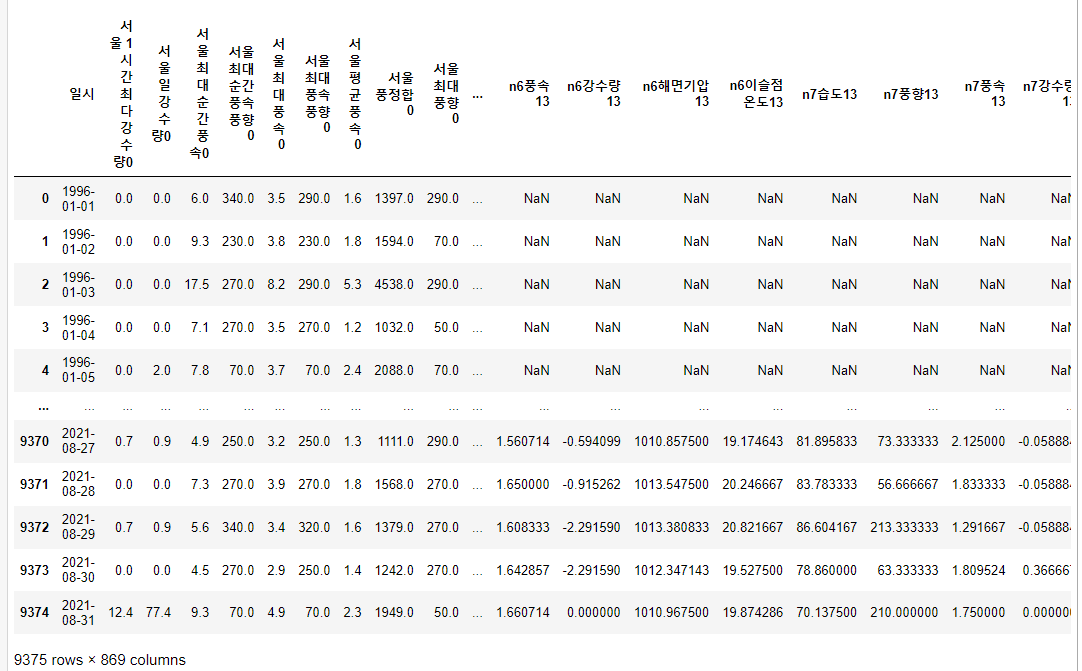 일시 서울 1시간최다강수량0 서울일강수량0 서울최대순간풍속0 서울최대순간풍속풍향0 서울최대풍속0 서울최대풍속풍향0 서울평균풍속0 서울풍정합0 서울최대풍향0 ... n6풍속13 n6강수량13 n6해면기압13 n6이슬점온도13 n7습도13 n7풍향13 n7풍속13 n7강수량13
0 1996-01-01 0.0 0.0 6.0 340.0 3.5 290.0 1.6 1397.0 290.0 ... NaN NaN NaN NaN NaN NaN NaN NaN
1 1996-01-02 0.0 0.0 9.3 230.0 3.8 230.0 1.8 1594.0 70.0 ... NaN NaN NaN NaN NaN NaN NaN NaN
2 1996-01-03 0.0 0.0 17.5 270.0 8.2 290.0 5.3 4538.0 290.0 ... NaN NaN NaN NaN NaN NaN NaN NaN
3 1996-01-04 0.0 0.0 7.1 270.0 3.5 270.0 1.2 1032.0 50.0 ... NaN NaN NaN NaN NaN NaN NaN NaN
4 1996-01-05 0.0 2.0 7.8 70.0 3.7 70.0 2.4 2088.0 70.0 ... NaN NaN NaN NaN NaN NaN NaN NaN
... ... ... ... ... ... ... ... ... ... ... ... ... ... ... ... ... ... ... ...
9370 2021-08-27 0.7 0.9 4.9 250.0 3.2 250.0 1.3 1111.0 290.0 ... 1.560714 -0.594099 1010.857500 19.174643 81.895833 73.333333 2.125000 -0.058884
9371 2021-08-28 0.0 0.0 7.3 270.0 3.9 270.0 1.8 1568.0 270.0 ... 1.650000 -0.915262 1013.547500 20.246667 83.783333 56.666667 1.833333 -0.058884
9372 2021-08-29 0.7 0.9 5.6 340.0 3.4 320.0 1.6 1379.0 270.0 ... 1.608333 -2.291590 1013.380833 20.821667 86.604167 213.333333 1.291667 -0.058884
9373 2021-08-30 0.0 0.0 4.5 270.0 2.9 250.0 1.4 1242.0 270.0 ... 1.642857 -2.291590 1012.347143 19.527500 78.860000 63.333333 1.809524 0.366667
9374 2021-08-31 12.4 77.4 9.3 70.0 4.9 70.0 2.3 1949.0 50.0 ... 1.660714 0.000000 1010.967500 19.874286 70.137500 210.000000 1.750000 0.00000
9375 rows × 869 columns